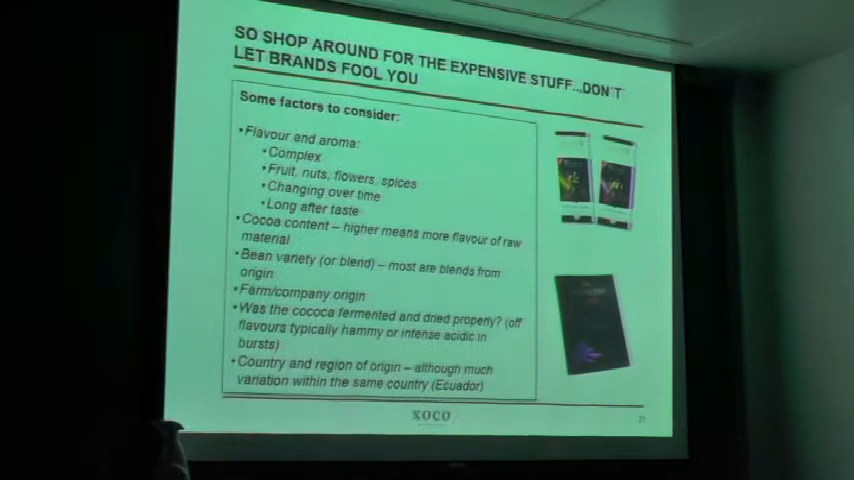 SO SHOP AROUND FOR THE EXPENSIVE STUFF...DON'T
LET BRANDS FOOL YOU
Some factors to consider:
•Flavour and aroma:
•Complex
•Fruit, nuts, flowers, spices
•Changing over time
•Long after taste
•Cocoa content – higher means more flavour of raw
material
•Bean variety (or blend) – most are blends from
origin
•Farm/company origin
•Was the cococa fermented and dried properly? (off
flavours typically hammy or intense acidic in
bursts)
•Country and region of origin – although much
variation within the same country (Ecuador)
XOCO